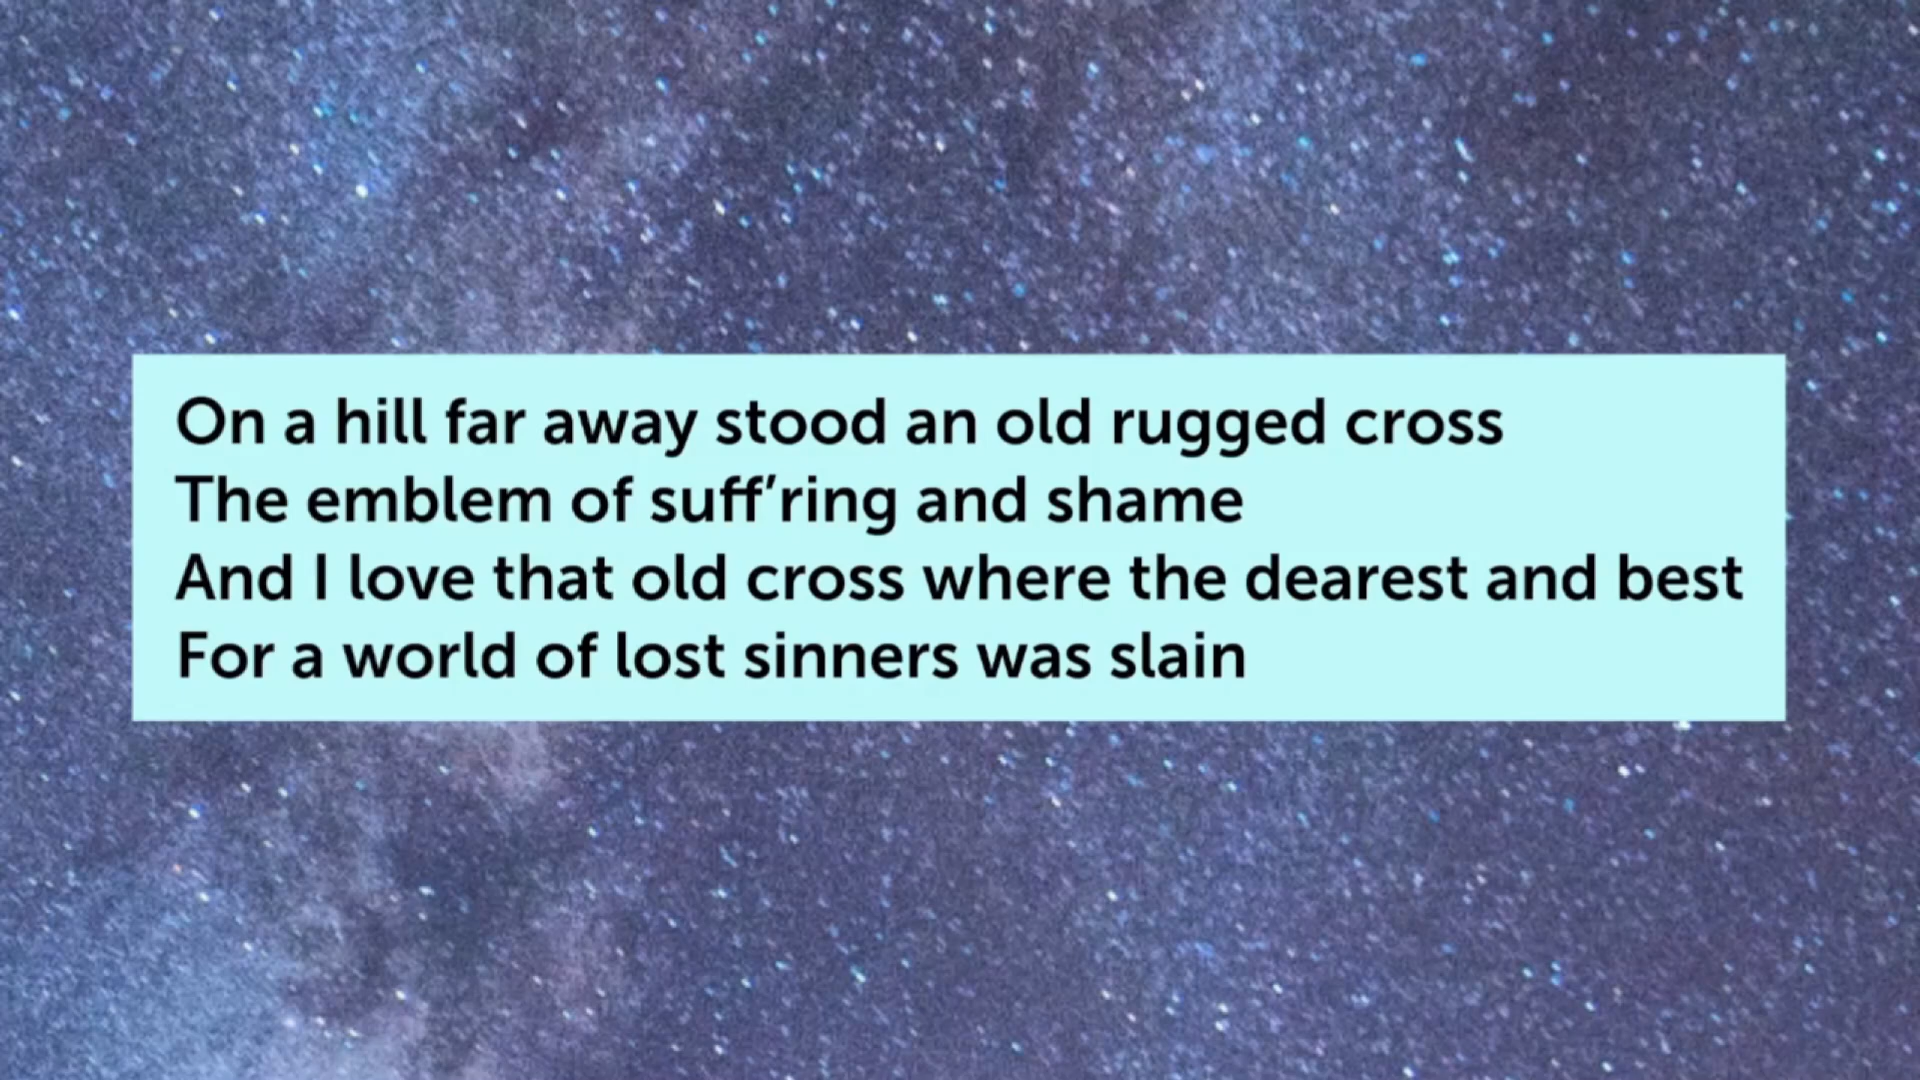 On a hill far away stood an old rugged cross
The emblem of suff’ring and shame
And I love that old cross where the dearest and best
For a world of lost sinners was slain